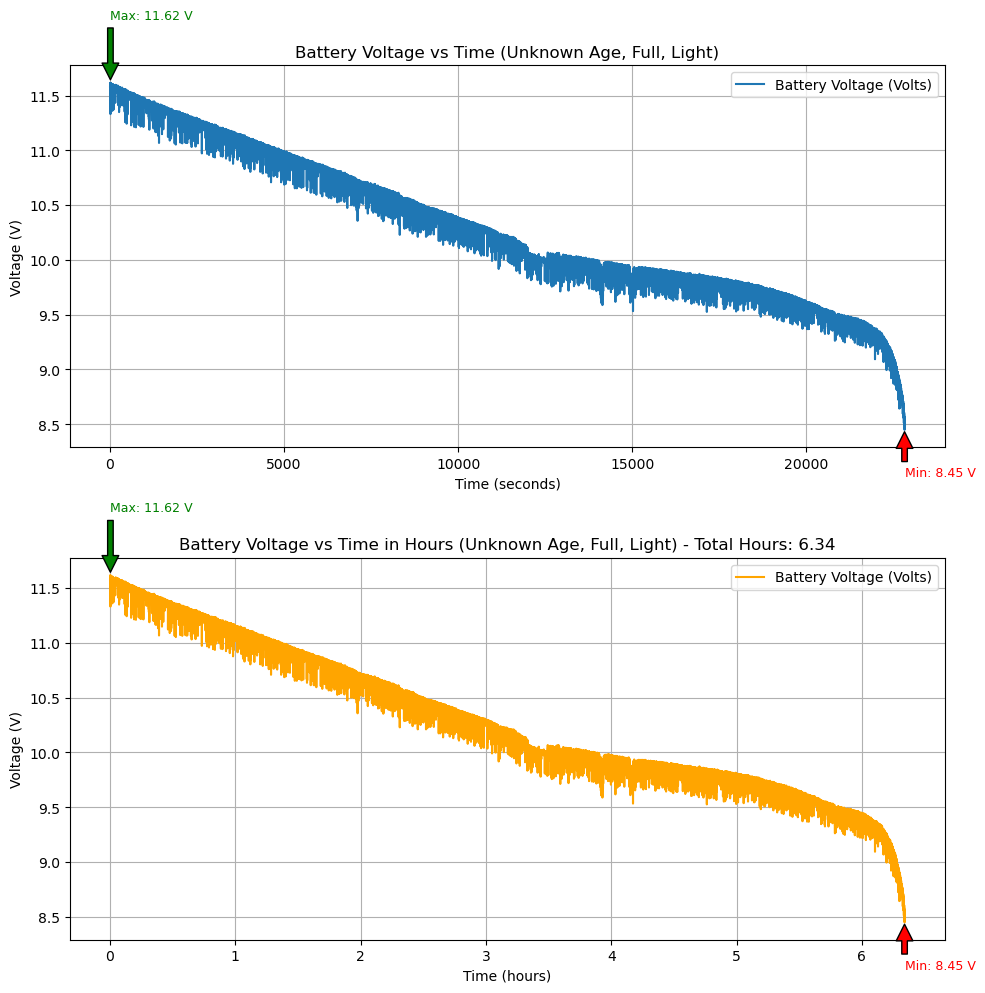 Max: 11.62 V
Battery Voltage vs Time (Unknown Age, Full, Light)
Battery Voltage (Volts)
11.5
11.0
10.5
10.0
9.5
9.0
8.5
Voltage (V)
0 5000 10000 15000 20000
Time (seconds)
Min: 8.45 V
Max: 11.62 V
Battery Voltage vs Time in Hours (Unknown Age, Full, Light) - Total Hours: 6.34
Battery Voltage (Volts)
11.5
11.0
10.5
10.0
9.5
9.0
8.5
Voltage (V)
0 1 2 3 4 5 6
Time (hours)
Min: 8.45 V